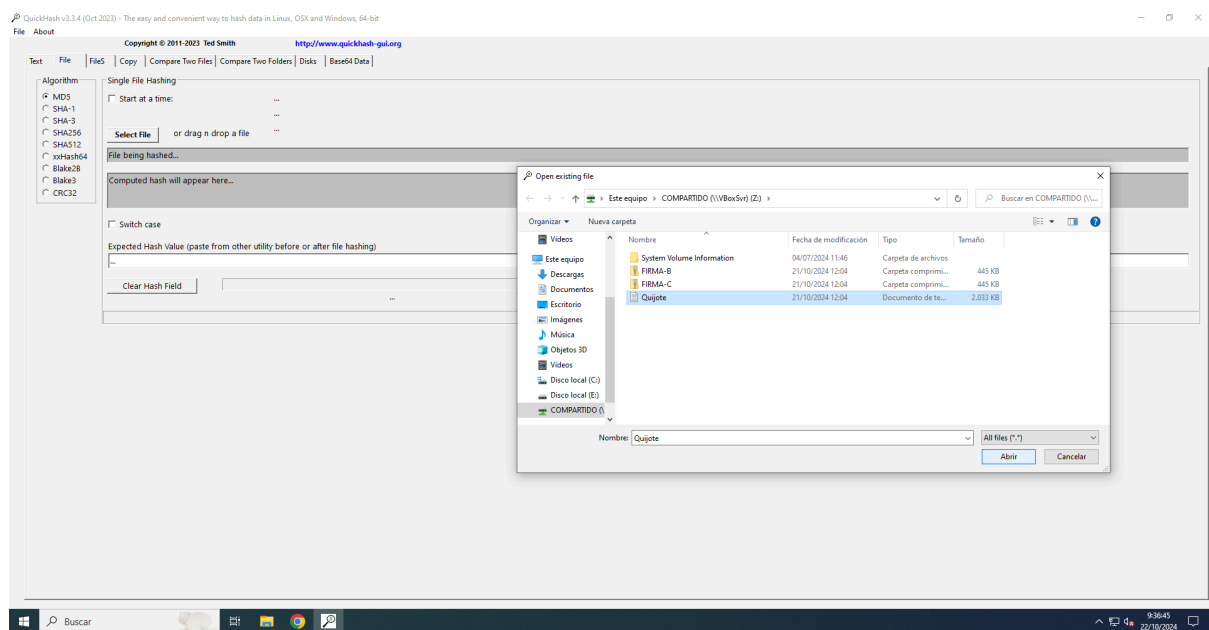 QuickHash v3.3.4 (Oct 2023) - The easy and convenient way to hash data in Linux, OSX and Windows, 64-bit
File About
Copyright © 2011-2023 Ted Smith http://www.quickhash-gui.org
Text File FileS Copy Compare Two Files Compare Two Folders Disks Base64 Data
Algorithm
MD5
SHA-1
SHA-3
SHA256
SHA512
xxHash64
Blake2B
Blake3
CRC32
Single File Hashing
Start at a time: ...
...
Select File or drag n drop a file ...
File being hashed...
Computed hash will appear here...
Switch case
Expected Hash Value (paste from other utility before or after file hashing)
...
Clear Hash Field
...
Open existing file
Este equipo > COMPARTIDO (\\VBoxSvr) (Z:) >
Buscar en COMPARTIDO (\\...
Organizar Nueva carpeta
Vídeos
Este equipo
Descargas
Documentos
Escritorio
Imágenes
Música
Objetos 3D
Vídeos
Disco local (C:)
Disco local (E:)
COMPARTIDO (\
Nombre Fecha de modificación Tipo Tamaño
System Volume Information 04/07/2024 11:46 Carpeta de archivos
FIRMA-B 21/10/2024 12:04 Carpeta comprimi... 445 KB
FIRMA-C 21/10/2024 12:04 Carpeta comprimi... 445 KB
Quijote 21/10/2024 12:04 Documento de te... 2.033 KB
Nombre: Quijote All files (*.*)
Abrir Cancelar
Buscar
9:36:45
22/10/2024